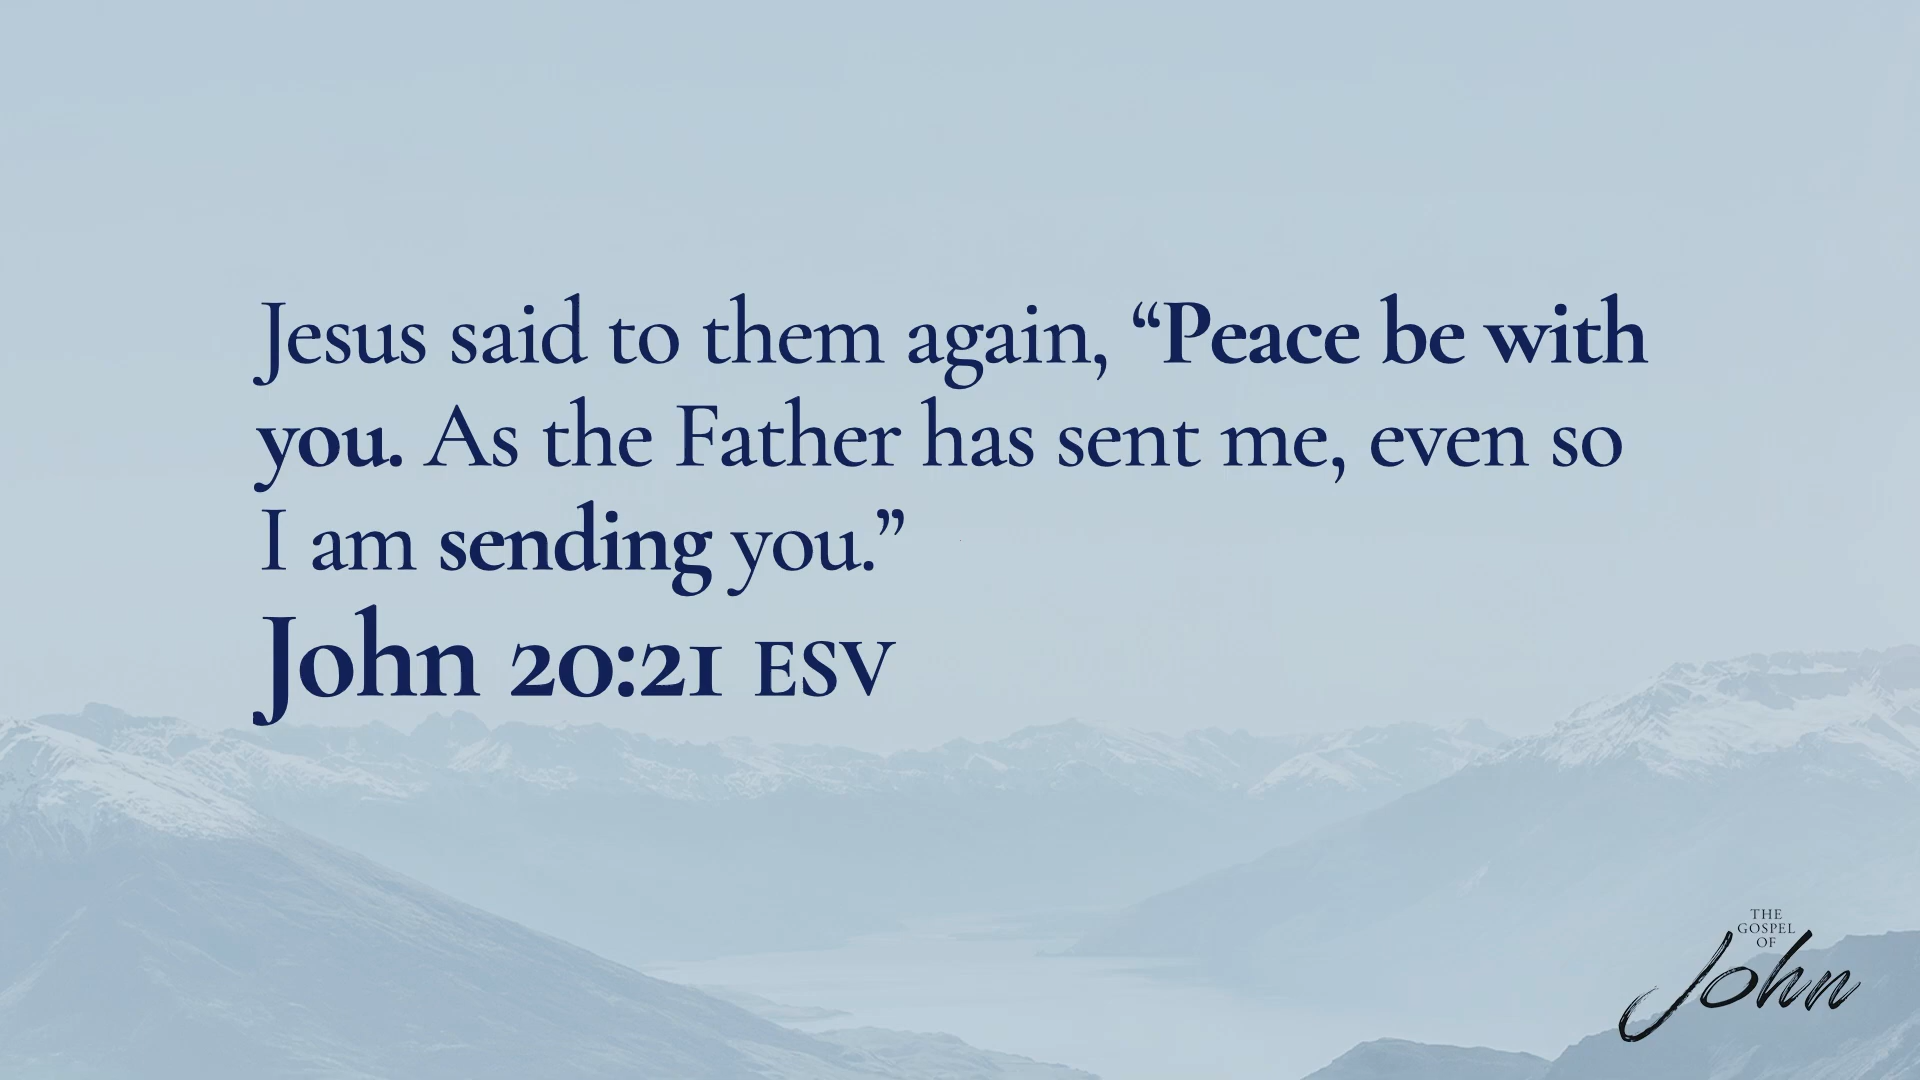 Jesus said to them again, “Peace be with
you. As the Father has sent me, even so
I am sending you.”
John 20:21 ESV
THE
GOSPEL
OF
John